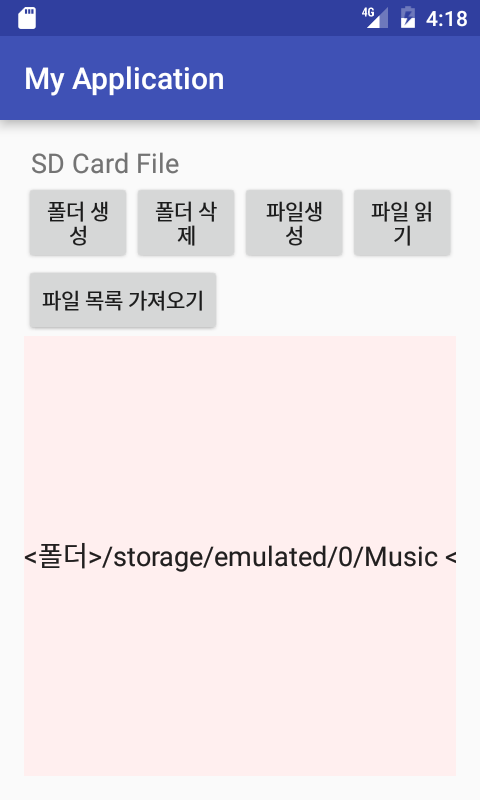 4G 4:18
My Application
SD Card File
폴더 생
성
폴더 삭
제
파일생
성
파일 읽
기
파일 목록 가져오기
<폴더>/storage/emulated/0/Music <